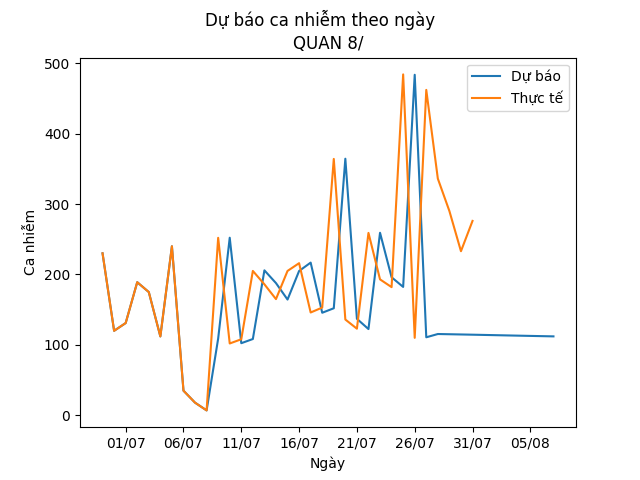 Dự báo ca nhiễm theo ngày
QUAN 8/
Dự báo
Thực tế
Ca nhiễm
500
400
300
200
100
0
01/07 06/07 11/07 16/07 21/07 26/07 31/07 05/08
Ngày